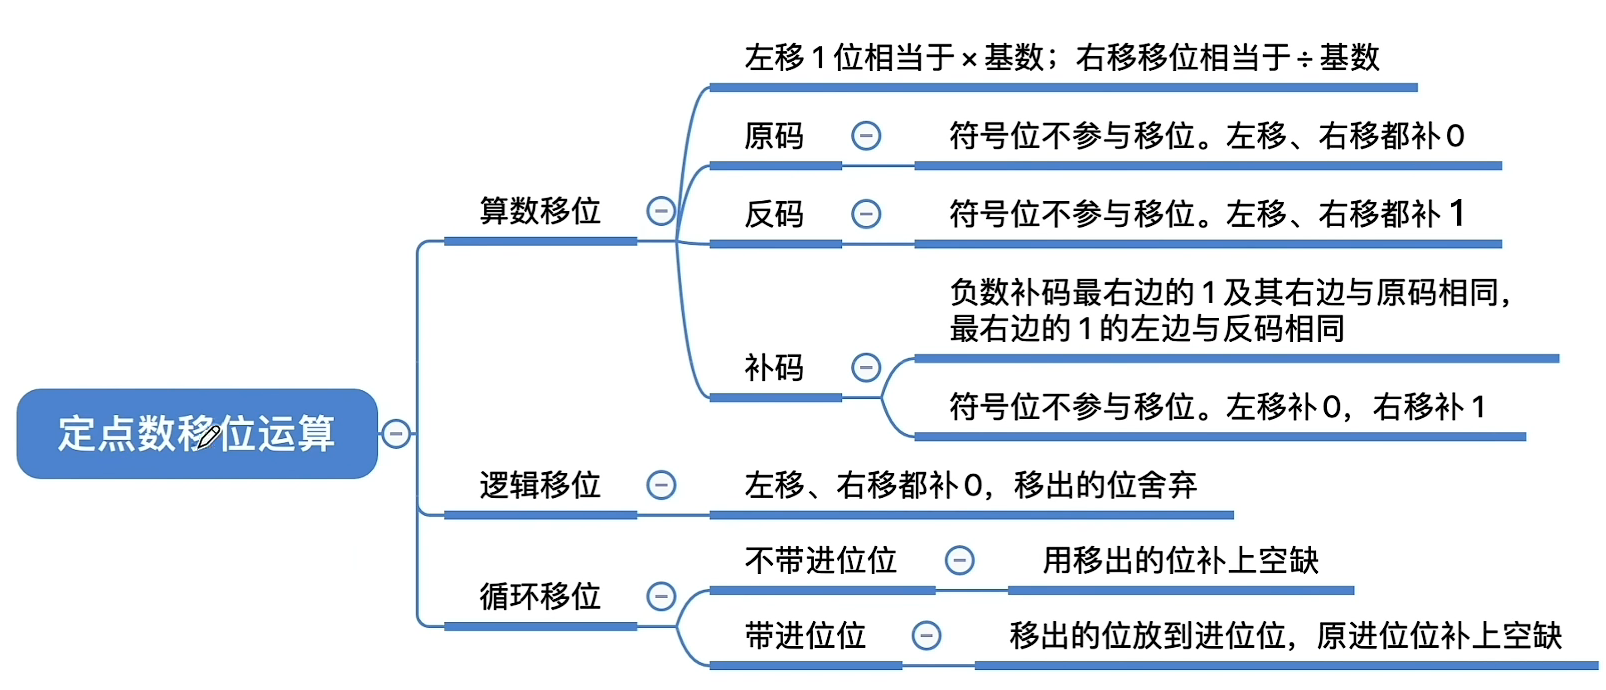 左移1位相当于×基数；右移移位相当于÷基数
原码
符号位不参与移位。左移、右移都补0
算数移位
反码
符号位不参与移位。左移、右移都补1
负数补码最右边的1及其右边与原码相同，
最右边的1的左边与反码相同
补码
符号位不参与移位。左移补0，右移补1
定点数移位运算
逻辑移位
左移、右移都补0，移出的位舍弃
不带进位位
用移出的位补上空缺
循环移位
带进位位
移出的位放到进位位，原进位位补上空缺